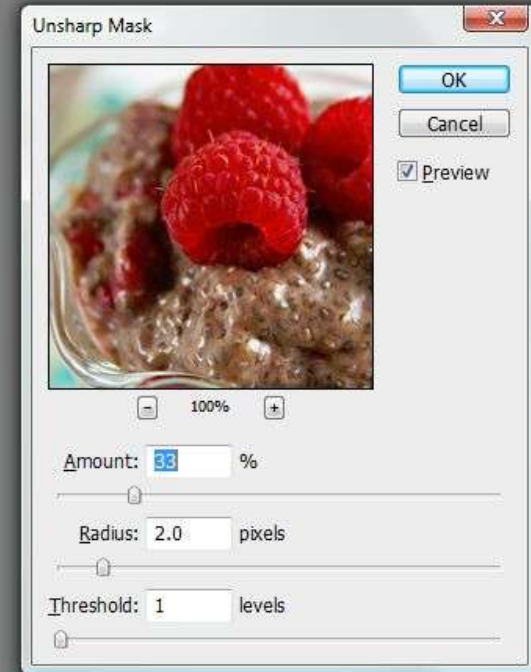 Unsharp Mask
OK
Cancel
Preview
100%
Amount: 33 %
Radius: 2.0 pixels
Threshold: 1 levels